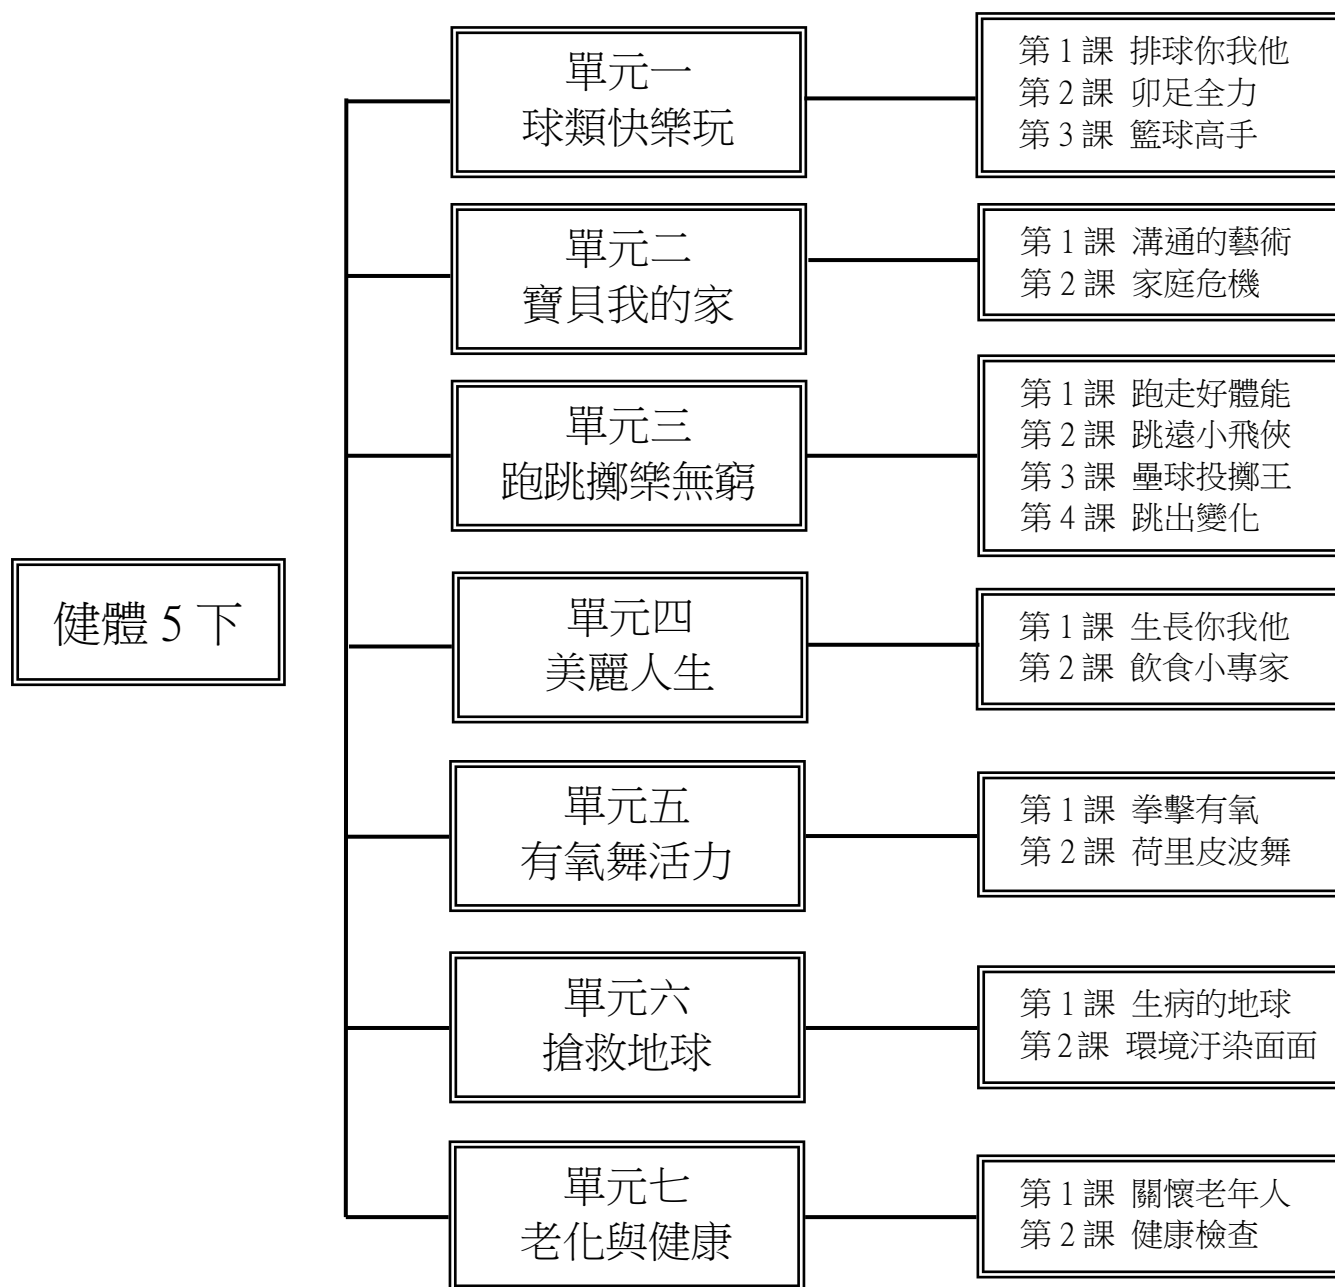 健體5下
單元一
球類快樂玩
第1課 排球你我他
第2課 卯足全力
第3課 籃球高手
單元二
寶貝我的家
第1課 溝通的藝術
第2課 家庭危機
單元三
跑跳擲樂無窮
第1課 跑走好體能
第2課 跳遠小飛俠
第3課 壘球投擲王
第4課 跳出變化
單元四
美麗人生
第1課 生長你我他
第2課 飲食小專家
單元五
有氧舞活力
第1課 拳擊有氧
第2課 荷里皮波舞
單元六
搶救地球
第1課 生病的地球
第2課 環境汙染面面
單元七
老化與健康
第1課 關懷老年人
第2課 健康檢查